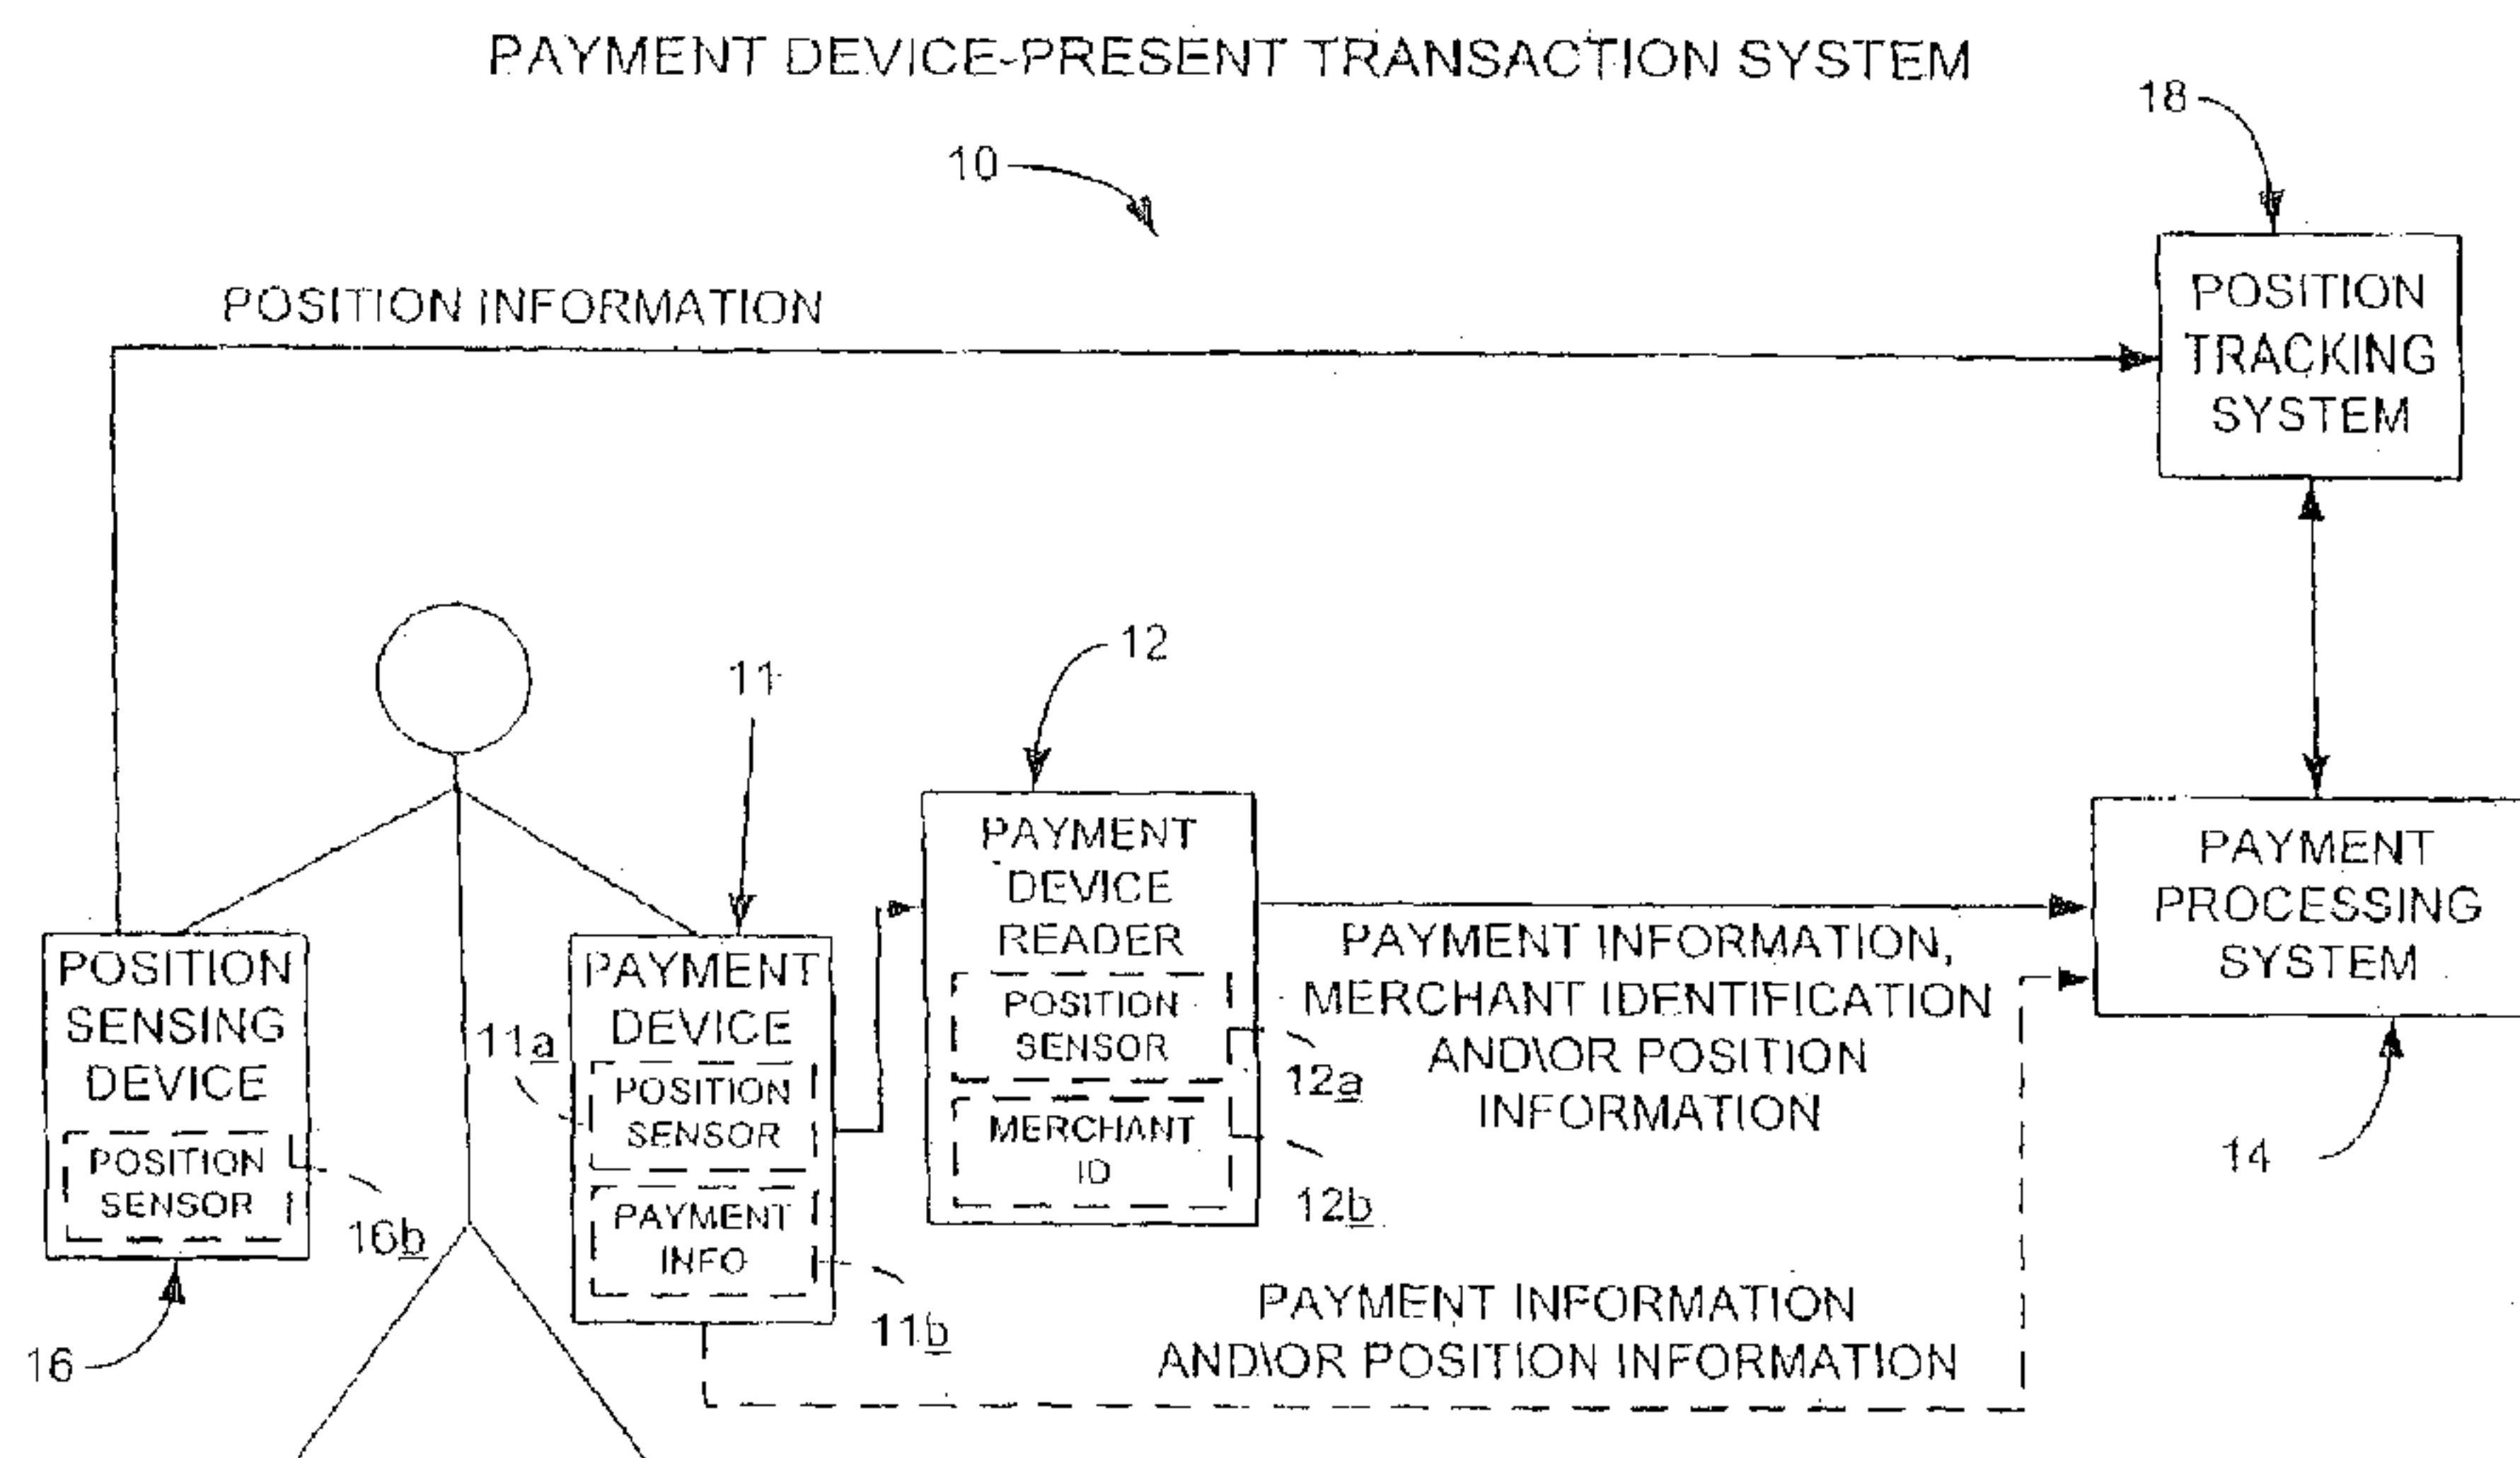 PAYMENT DEVICE-PRESENT TRANSACTION SYSTEM
18
10
POSITION INFORMATION
POSITION
TRACKING
SYSTEM
12
11
PAYMENT
DEVICE
READER
POSITION
SENSOR
MERCHANT
ID
12a
12b
PAYMENT
PROCESSING
SYSTEM
14
PAYMENT INFORMATION,
MERCHANT IDENTIFICATION
AND\OR POSITION
INFORMATION
POSITION
SENSING
DEVICE
POSITION
SENSOR
16b
16
11a
PAYMENT
DEVICE
POSITION
SENSOR
PAYMENT
INFO
11b
PAYMENT INFORMATION
AND\OR POSITION INFORMATION